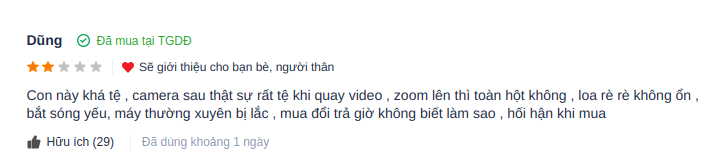 Dũng Đã mua tại TGDĐ
Sẽ giới thiệu cho bạn bè, người thân
Con này khá tệ , camera sau thật sự rất tệ khi quay video , zoom lên thì toàn hột không , loa rè rè không ổn ,
bắt sóng yếu, máy thường xuyên bị lắc , mua đổi trả giờ không biết làm sao , hối hận khi mua
Hữu ích (29) Đã dùng khoảng 1 ngày